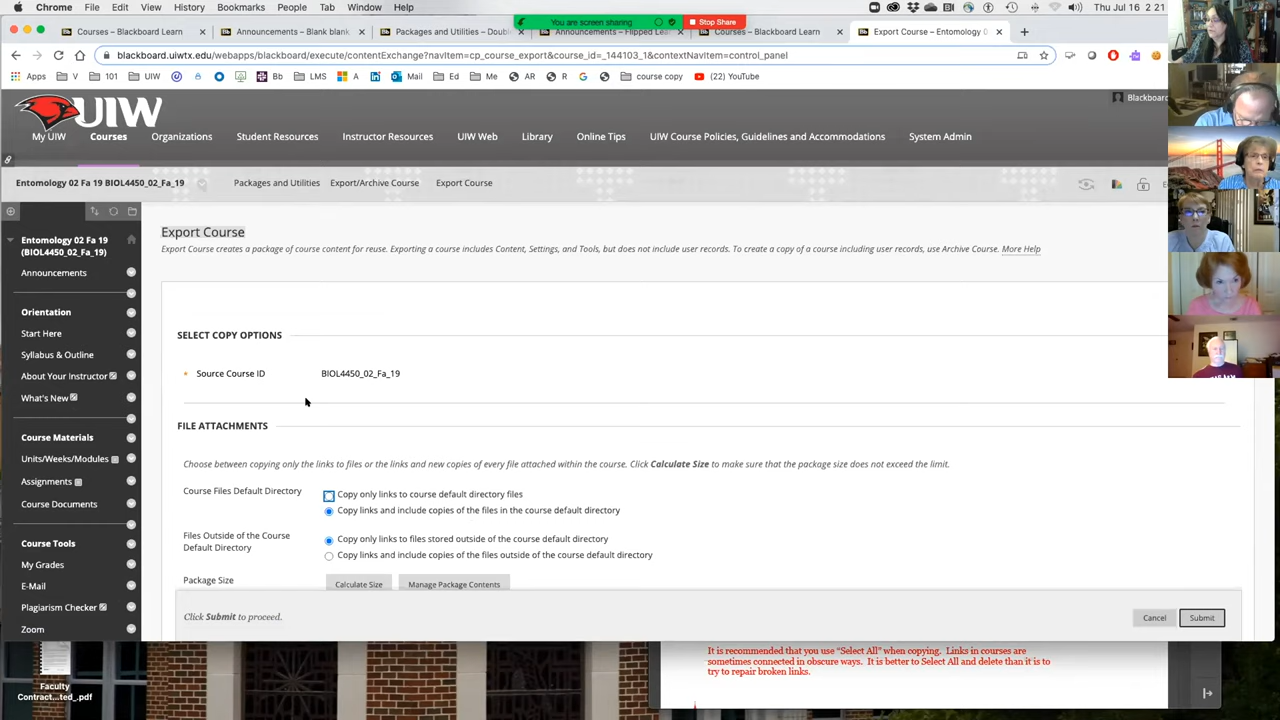 Chrome File Edit View History Bookmarks People Tab Window Help
Thu Jul 16 2 21
You are screen sharing Stop Share
Courses – Blackboard Learn
Announcements – Blank blank
Packages and Utilities – Doubl
Announcements – Flipped Lea
Courses – Blackboard Learn
Export Course – Entomology 0
blackboard.uiwtx.edu/webapps/blackboard/execute/contentExchange?navItem=cp_course_export&course_id=_144103_1&contextNavItem=control_panel
Apps V 101 UIW Bb LMS A Mail Ed Me AR R course copy (22) YouTube
UIW
Blackboard
My UIW Courses Organizations Student Resources Instructor Resources UIW Web Library Online Tips UIW Course Policies, Guidelines and Accommodations System Admin
Entomology 02 Fa 19 BIOL4450_02_Fa_19 Packages and Utilities Export/Archive Course Export Course
Entomology 02 Fa 19
(BIOL4450_02_Fa_19)
Announcements
Orientation
Start Here
Syllabus & Outline
About Your Instructor
What's New
Course Materials
Units/Weeks/Modules
Assignments
Course Documents
Course Tools
My Grades
E-Mail
Plagiarism Checker
Zoom
Export Course
Export Course creates a package of course content for reuse. Exporting a course includes Content, Settings, and Tools, but does not include user records. To create a copy of a course including user records, use Archive Course. More Help
SELECT COPY OPTIONS
Source Course ID BIOL4450_02_Fa_19
FILE ATTACHMENTS
Choose between copying only the links to files or the links and new copies of every file attached within the course. Click Calculate Size to make sure that the package size does not exceed the limit.
Course Files Default Directory
Copy only links to course default directory files
Copy links and include copies of the files in the course default directory
Files Outside of the Course
Default Directory
Copy only links to files stored outside of the course default directory
Copy links and include copies of the files outside of the course default directory
Package Size Calculate Size Manage Package Contents
Click Submit to proceed. Cancel Submit
Faculty
Contract...ted_.pdf
It is recommended that you use "Select All" when copying. Links in courses are
sometimes connected in obscure ways. It is better to Select All and delete than it is to
try to repair broken links.